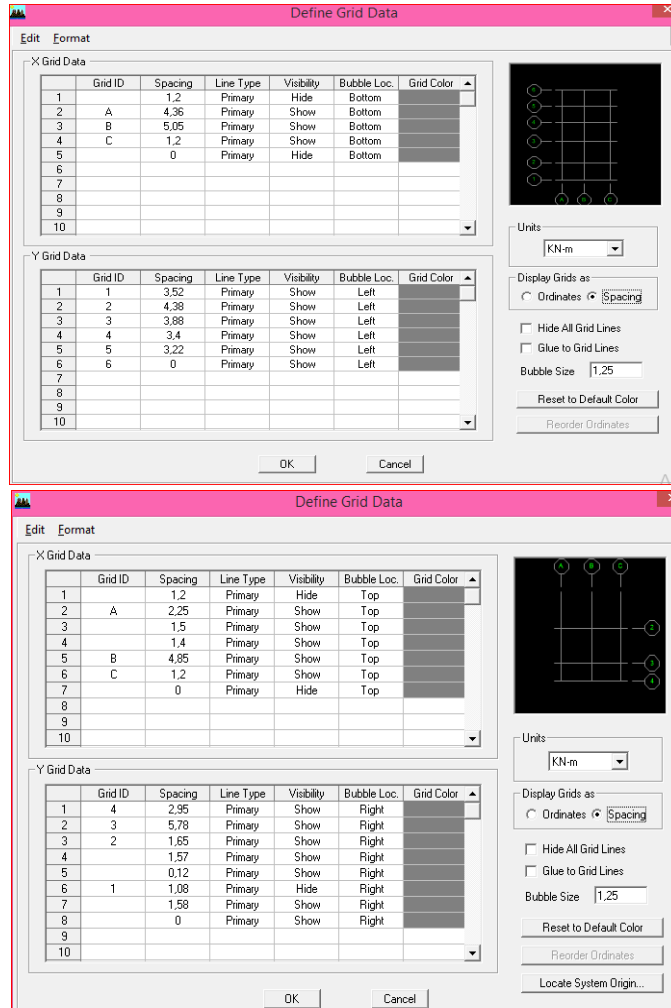 Define Grid Data
Edit Format
X Grid Data
Grid ID Spacing Line Type Visibility Bubble Loc. Grid Color
1 1,2 Primary Hide Bottom
2 A 4,36 Primary Show Bottom
3 B 5,05 Primary Show Bottom
4 C 1,2 Primary Show Bottom
5 0 Primary Hide Bottom
6
7
8
9
10
6
5
4
3
2
1
A B C
Units
KN-m
Y Grid Data
Grid ID Spacing Line Type Visibility Bubble Loc. Grid Color
1 1 3,52 Primary Show Left
2 2 4,38 Primary Show Left
3 3 3,88 Primary Show Left
4 4 3,4 Primary Show Left
5 5 3,22 Primary Show Left
6 6 0 Primary Show Left
7
8
9
10
Display Grids as
Ordinates Spacing
Hide All Grid Lines
Glue to Grid Lines
Bubble Size 1,25
Reset to Default Color
Reorder Ordinates
OK Cancel
Define Grid Data
Edit Format
X Grid Data
Grid ID Spacing Line Type Visibility Bubble Loc. Grid Color
1 1,2 Primary Hide Top
2 A 2,25 Primary Show Top
3 1,5 Primary Show Top
4 1,4 Primary Show Top
5 B 4,85 Primary Show Top
6 C 1,2 Primary Show Top
7 0 Primary Hide Top
8
9
10
A B C
2
3
4
Units
KN-m
Y Grid Data
Grid ID Spacing Line Type Visibility Bubble Loc. Grid Color
1 4 2,95 Primary Show Right
2 3 5,78 Primary Show Right
3 2 1,65 Primary Show Right
4 1,57 Primary Show Right
5 0,12 Primary Show Right
6 1 1,08 Primary Hide Right
7 1,58 Primary Show Right
8 0 Primary Show Right
9
10
Display Grids as
Ordinates Spacing
Hide All Grid Lines
Glue to Grid Lines
Bubble Size 1,25
Reset to Default Color
Reorder Ordinates
Locate System Origin...
OK Cancel